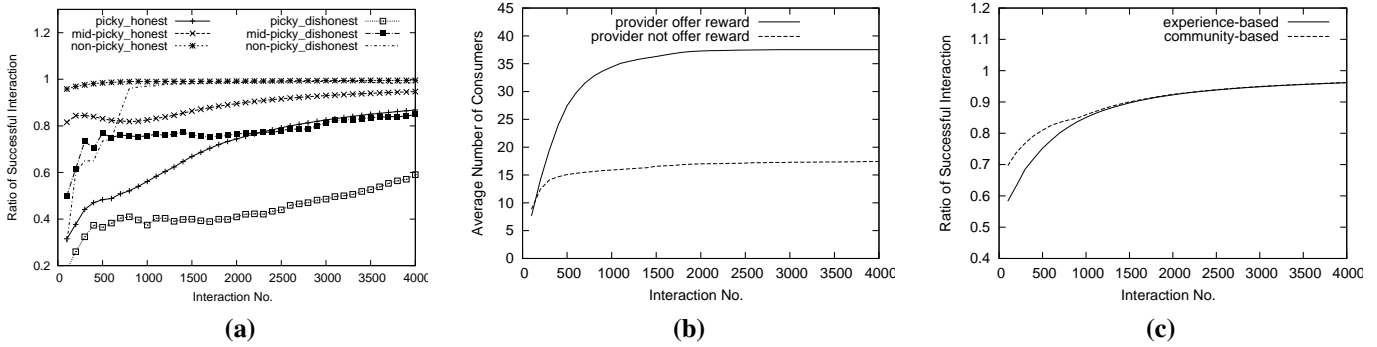 1.2
1
0.8
0.6
0.4
0.2
Ratio of Successful Interaction
picky_honest
mid-picky_honest
non-picky_honest
picky_dishonest
mid-picky_dishonest
non-picky_dishonest
0 500 1000 1500 2000 2500 3000 3500 4000
Interaction No.
(a)
45
40
35
30
25
20
15
10
5
0
Average Number of Consumers
provider offer reward
provider not offer reward
0 500 1000 1500 2000 2500 3000 3500 4000
Interaction No.
(b)
1.2
1.1
1
0.9
0.8
0.7
0.6
0.5
0.4
Ratio of Successful Interaction
experience-based
community-based
0 500 1000 1500 2000 2500 3000 3500 4000
Interaction No.
(c)